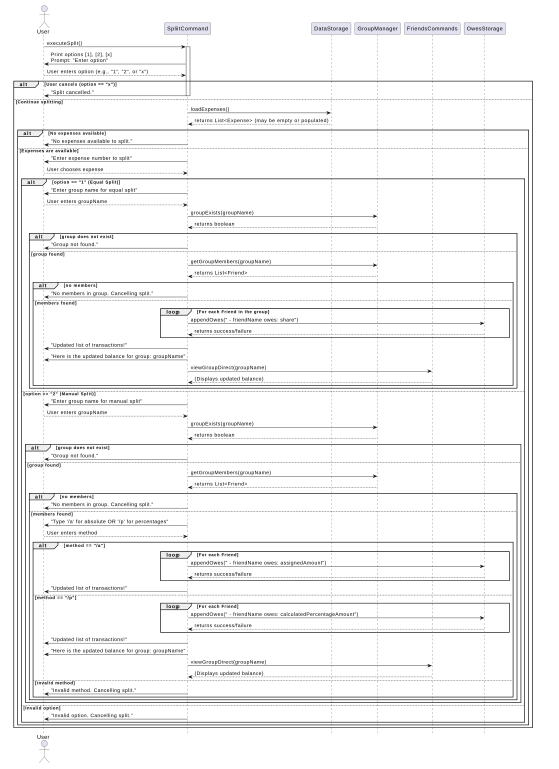 User
SplitCommand
DataStorage
GroupManager
FriendsCommands
OwesStorage
executeSplit()
Print options [1], [2], [x]
Prompt: "Enter option"
User enters option (e.g., "1", "2", or "x")
alt
[User cancels (option == "x")]
"Split cancelled."
[Continue splitting]
loadExpenses()
returns List<Expense> (may be empty or populated)
alt
[No expenses available]
"No expenses available to split."
[Expenses are available]
"Enter expense number to split"
User chooses expense
alt
[option == "1" (Equal Split)]
"Enter group name for equal split"
User enters groupName
groupExists(groupName)
returns boolean
alt
[group does not exist]
"Group not found."
[group found]
getGroupMembers(groupName)
returns List<Friend>
alt
[no members]
"No members in group. Cancelling split."
[members found]
loop
[For each Friend in the group]
appendOwes(" - friendName owes: share")
returns success/failure
"Updated list of transactions!"
"Here is the updated balance for group: groupName"
viewGroupDirect(groupName)
(Displays updated balance)
[option == "2" (Manual Split)]
"Enter group name for manual split"
User enters groupName
groupExists(groupName)
returns boolean
alt
[group does not exist]
"Group not found."
[group found]
getGroupMembers(groupName)
returns List<Friend>
alt
[no members]
"No members in group. Cancelling split."
[members found]
"Type '/a' for absolute OR '/p' for percentages"
User enters method
alt
[method == "/a"]
loop
[For each Friend]
appendOwes(" - friendName owes: assignedAmount")
returns success/failure
"Updated list of transactions!"
[method == "/p"]
loop
[For each Friend]
appendOwes(" - friendName owes: calculatedPercentageAmount")
returns success/failure
"Updated list of transactions!"
"Here is the updated balance for group: groupName"
viewGroupDirect(groupName)
(Displays updated balance)
[Invalid method]
"Invalid method. Cancelling split."
[Invalid option]
"Invalid option. Cancelling split."
User